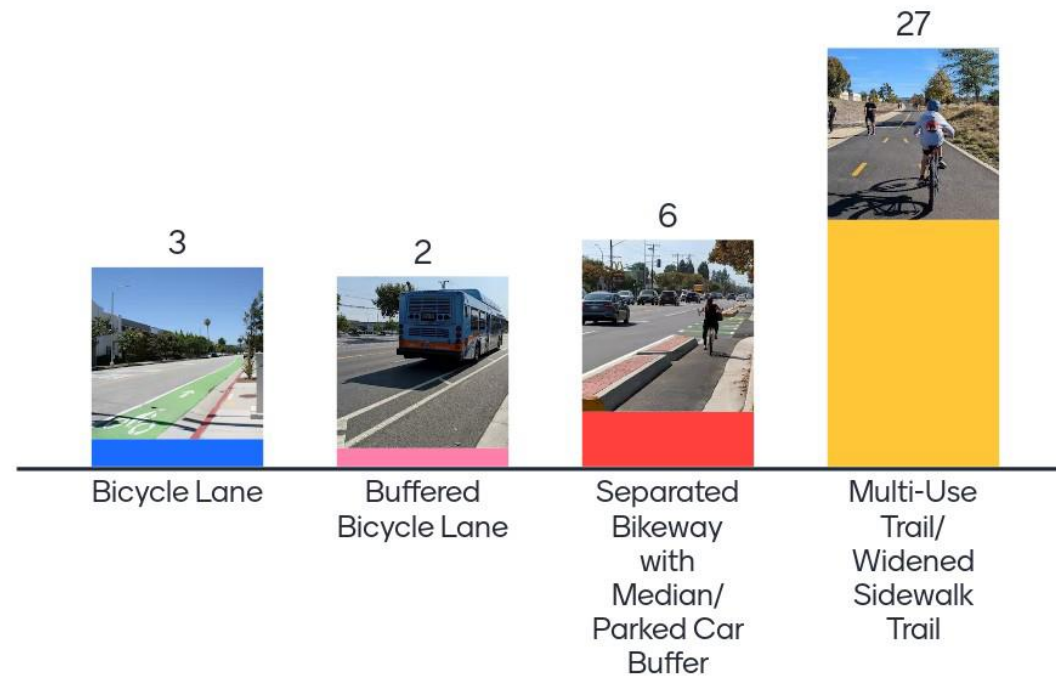 27
6
3
2
Bicycle Lane
Buffered
Bicycle Lane
Separated
Bikeway
with
Median/
Parked Car
Buffer
Multi-Use
Trail/
Widened
Sidewalk
Trail